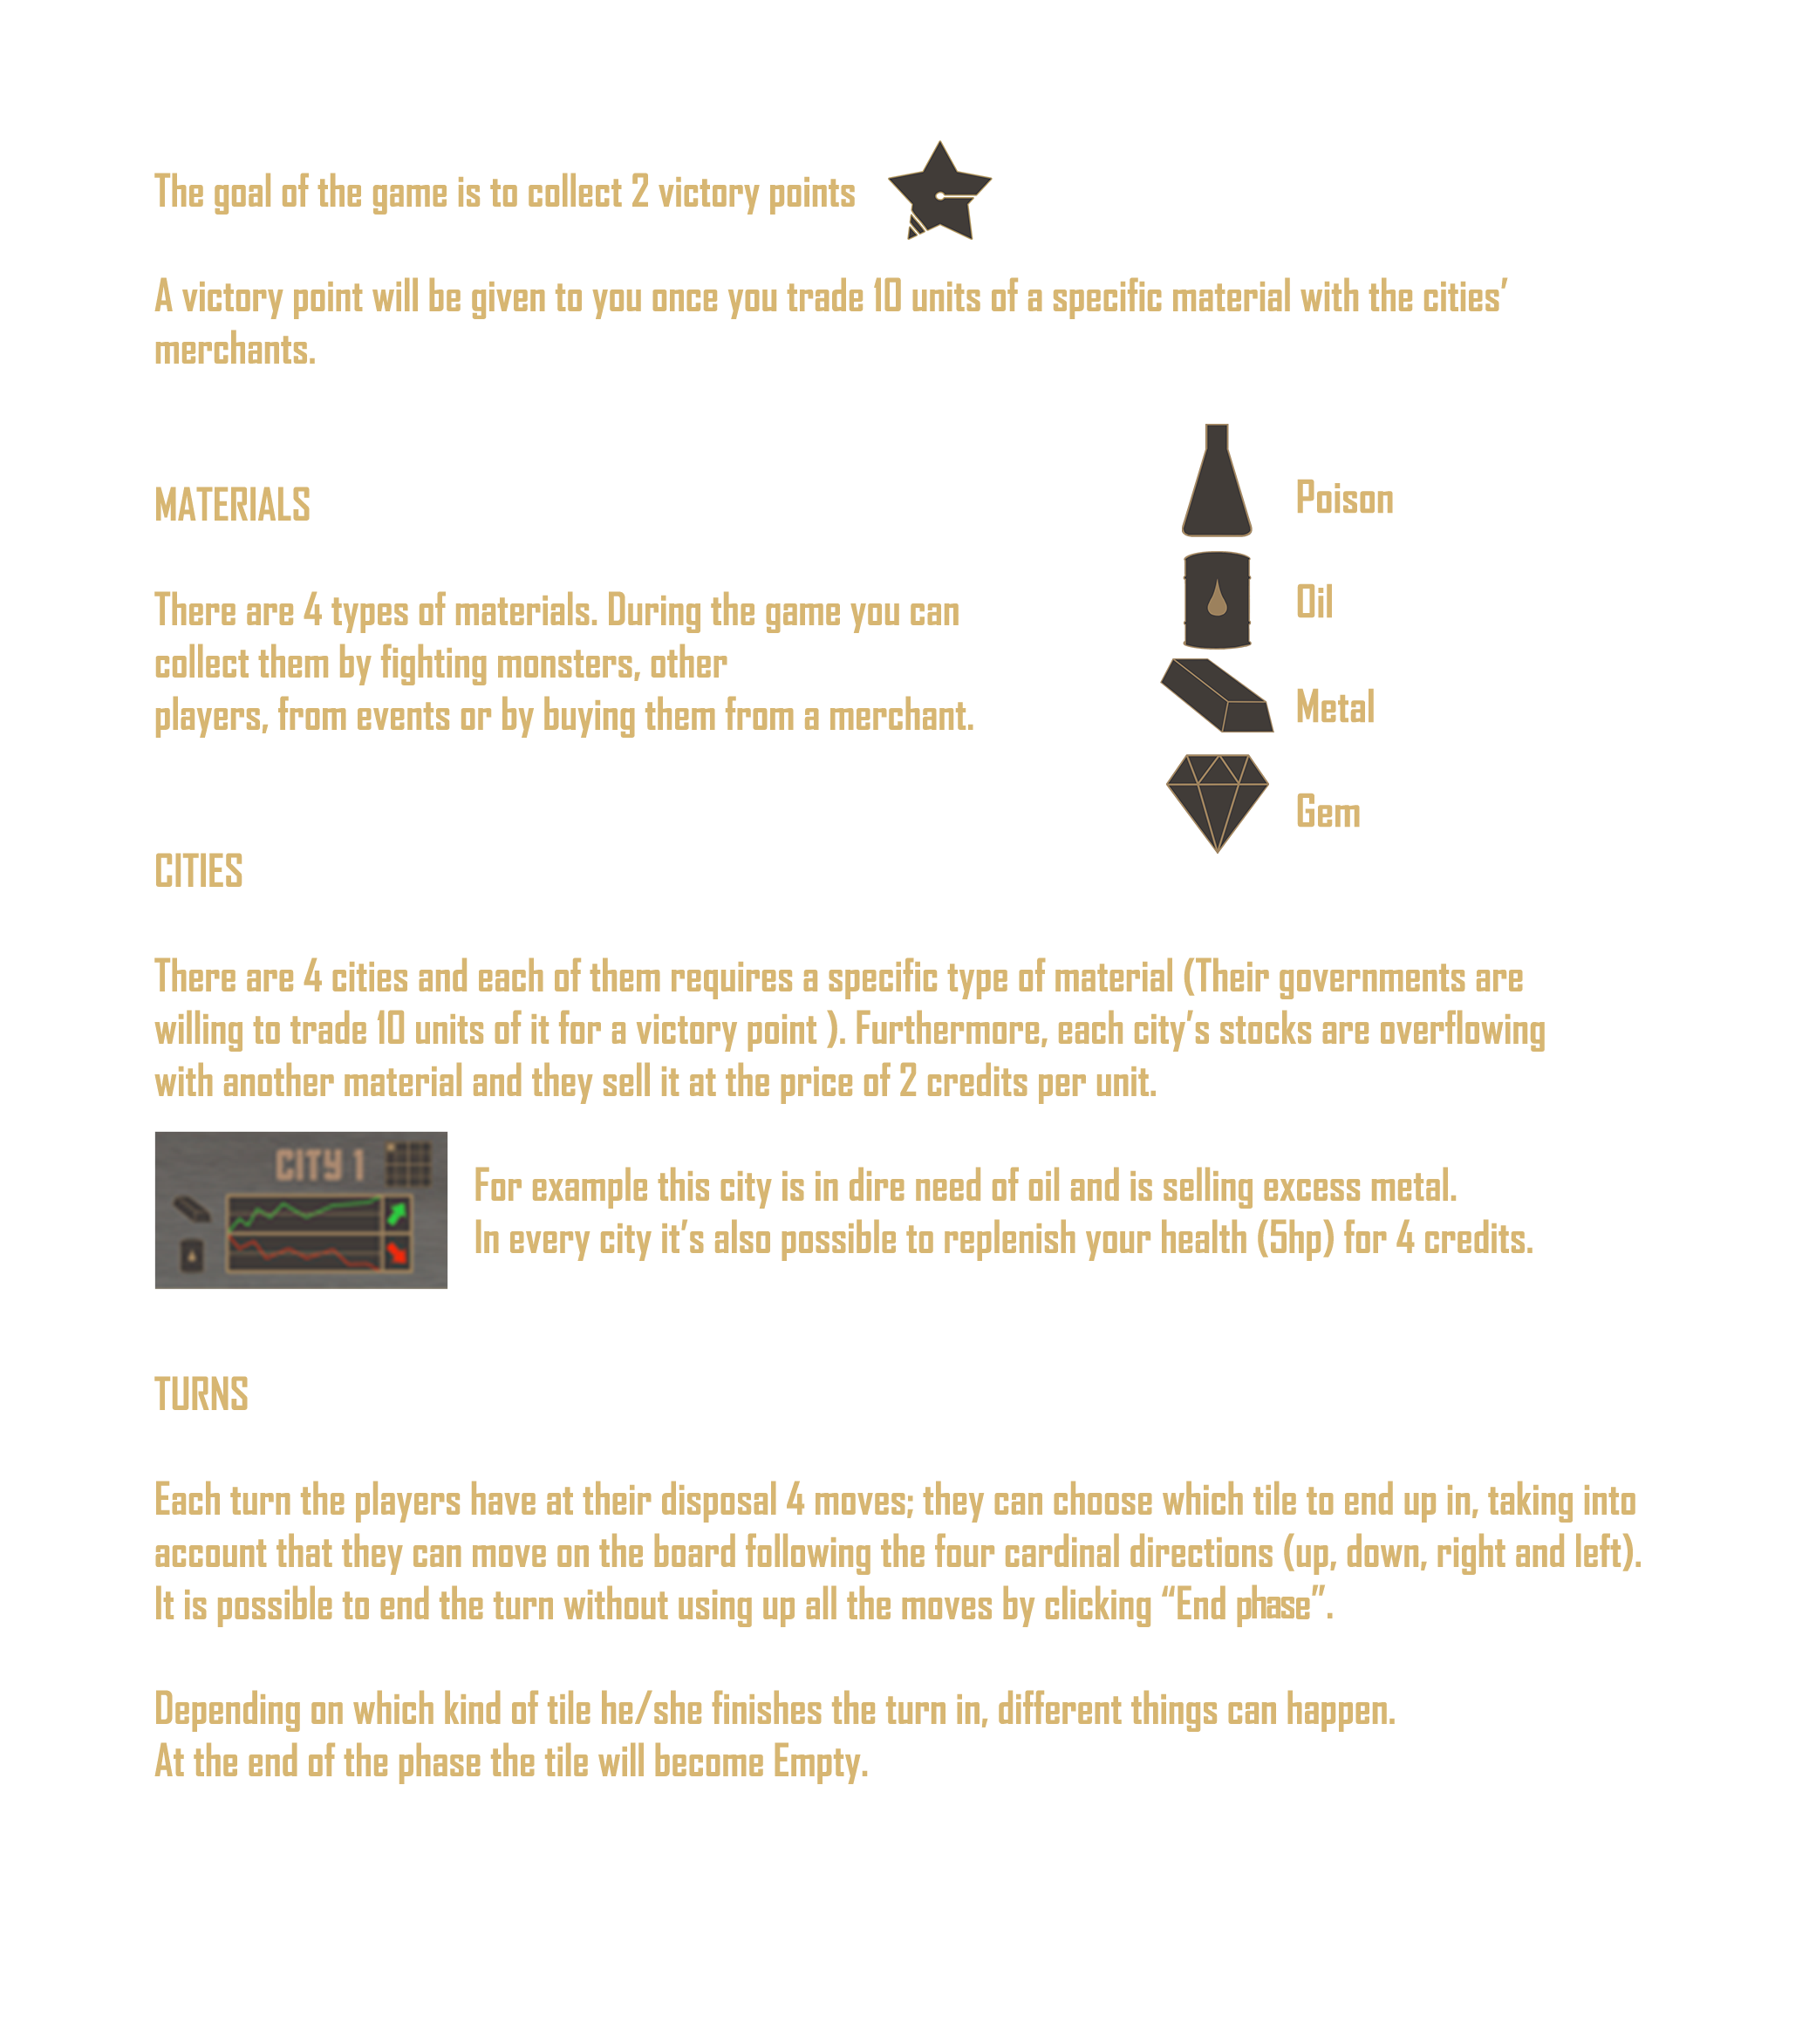 The goal of the game is to collect 2 victory points
A victory point will be given to you once you trade 10 units of a specific material with the cities’
merchants.
MATERIALS
There are 4 types of materials. During the game you can
collect them by fighting monsters, other
players, from events or by buying them from a merchant.
Poison
Oil
Metal
Gem
CITIES
There are 4 cities and each of them requires a specific type of material (Their governments are
willing to trade 10 units of it for a victory point ). Furthermore, each city’s stocks are overflowing
with another material and they sell it at the price of 2 credits per unit.
CITY 1
For example this city is in dire need of oil and is selling excess metal.
In every city it’s also possible to replenish your health (5hp) for 4 credits.
TURNS
Each turn the players have at their disposal 4 moves; they can choose which tile to end up in, taking into
account that they can move on the board following the four cardinal directions (up, down, right and left).
It is possible to end the turn without using up all the moves by clicking “End phase”.
Depending on which kind of tile he/she finishes the turn in, different things can happen.
At the end of the phase the tile will become Empty.